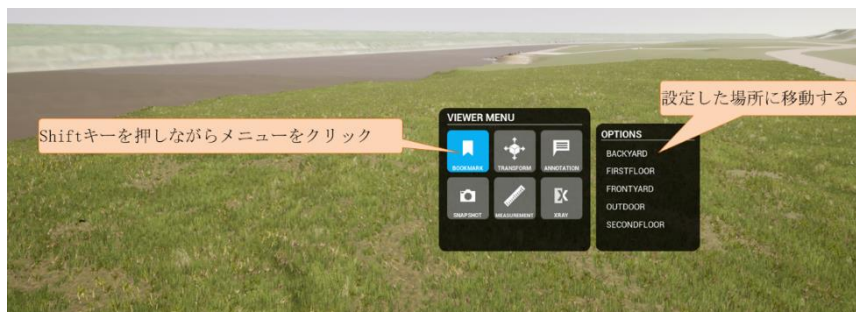 設定した場所に移動する
Shiftキーを押しながらメニューをクリック
VIEWER MENU
BOOKMARK
TRANSFORM
ANNOTATION
SNAPSHOT
MEASUREMENT
XRAY
OPTIONS
BACKYARD
FIRSTFLOOR
FRONTYARD
OUTDOOR
SECONDFLOOR